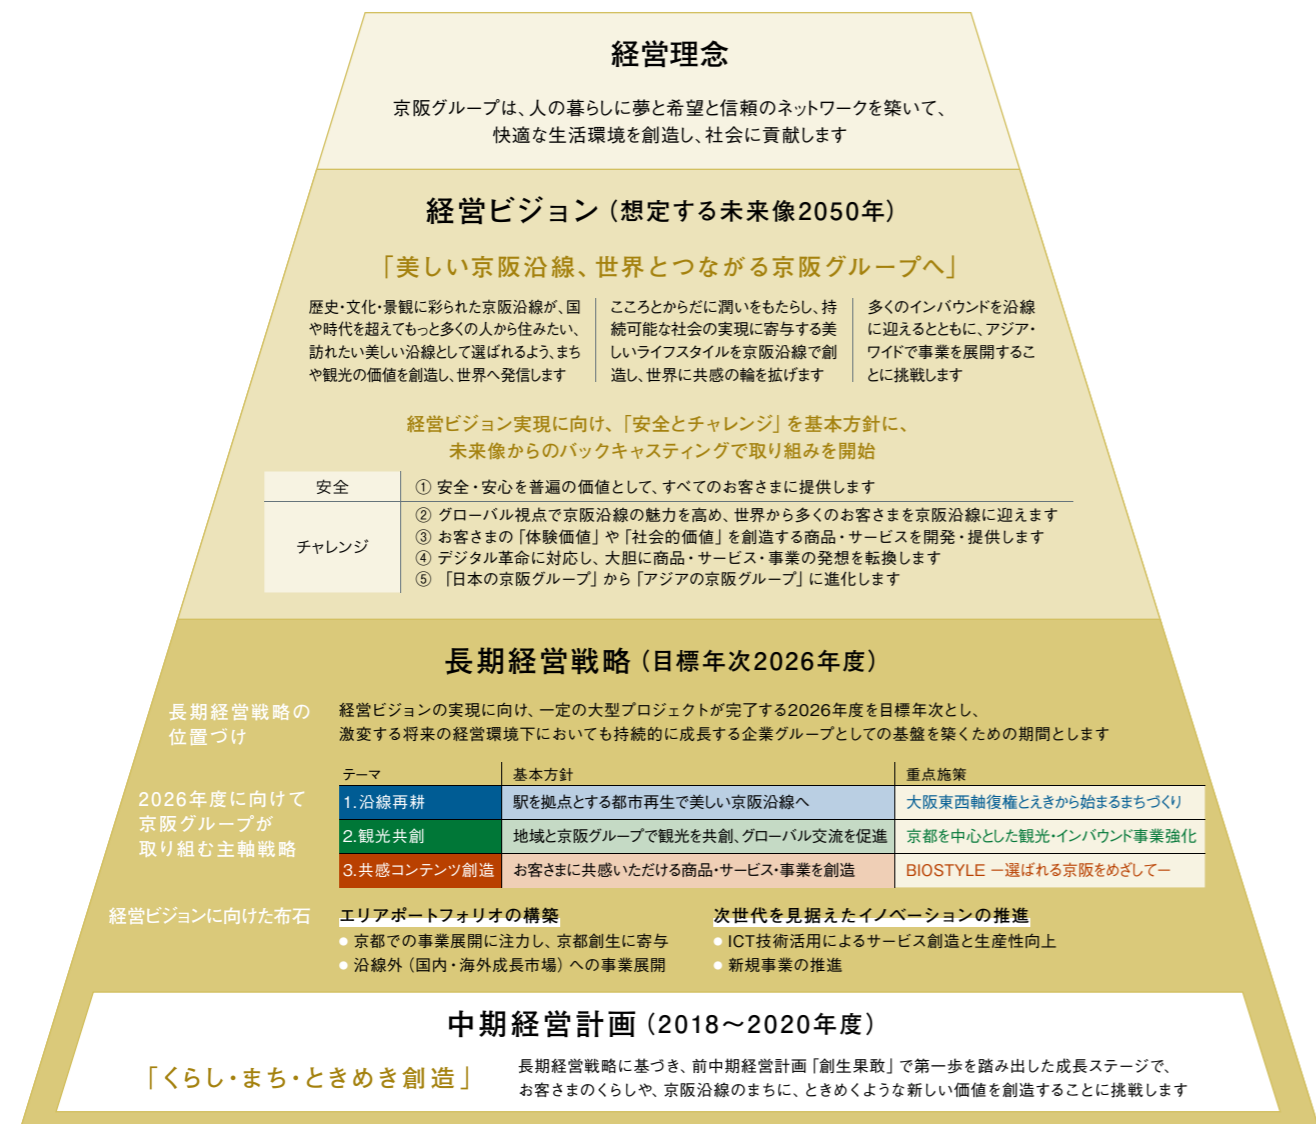 経営理念
京阪グループは、人の暮らしに夢と希望と信頼のネットワークを築いて、
快適な生活環境を創造し、社会に貢献します
経営ビジョン（想定する未来像2050年）
「美しい京阪沿線、世界とつながる京阪グループへ」
歴史・文化・景観に彩られた京阪沿線が、国
や時代を超えてもっと多くの人から住みたい、
訪れたい美しい沿線として選ばれるよう、まち
や観光の価値を創造し、世界へ発信します
こころとからだに潤いをもたらし、持
続可能な社会の実現に寄与する美
しいライフスタイルを京阪沿線で創
造し、世界に共感の輪を拡げます
多くのインバウンドを沿線
に迎えるとともに、アジア・
ワイドで事業を展開するこ
とに挑戦します
経営ビジョン実現に向け、「安全とチャレンジ」を基本方針に、
未来像からのバックキャスティングで取り組みを開始
安全
① 安全・安心を普遍の価値として、すべてのお客さまに提供します
チャレンジ
② グローバル視点で京阪沿線の魅力を高め、世界から多くのお客さまを京阪沿線に迎えます
③ お客さまの「体験価値」や「社会的価値」を創造する商品・サービスを開発・提供します
④ デジタル革命に対応し、大胆に商品・サービス・事業の発想を転換します
⑤ 「日本の京阪グループ」から「アジアの京阪グループ」に進化します
長期経営戦略（目標年次2026年度）
長期経営戦略の
位置づけ
経営ビジョンの実現に向け、一定の大型プロジェクトが完了する2026年度を目標年次とし、
激変する将来の経営環境下においても持続的に成長する企業グループとしての基盤を築くための期間とします
2026年度に向けて
京阪グループが
取り組む主軸戦略
テーマ 基本方針 重点施策
1.沿線再耕 駅を拠点とする都市再生で美しい京阪沿線へ 大阪東西軸復権とえきから始まるまちづくり
2.観光共創 地域と京阪グループで観光を共創、グローバル交流を促進 京都を中心とした観光・インバウンド事業強化
3.共感コンテンツ創造 お客さまに共感いただける商品・サービス・事業を創造 BIOSTYLE －選ばれる京阪をめざして－
経営ビジョンに向けた布石
エリアポートフォリオの構築
● 京都での事業展開に注力し、京都創生に寄与
● 沿線外（国内・海外成長市場）への事業展開
次世代を見据えたイノベーションの推進
● ICT技術活用によるサービス創造と生産性向上
● 新規事業の推進
中期経営計画（2018〜2020年度）
「くらし・まち・ときめき創造」
長期経営戦略に基づき、前中期経営計画「創生果敢」で第一歩を踏み出した成長ステージで、
お客さまのくらしや、京阪沿線のまちに、ときめくような新しい価値を創造することに挑戦します